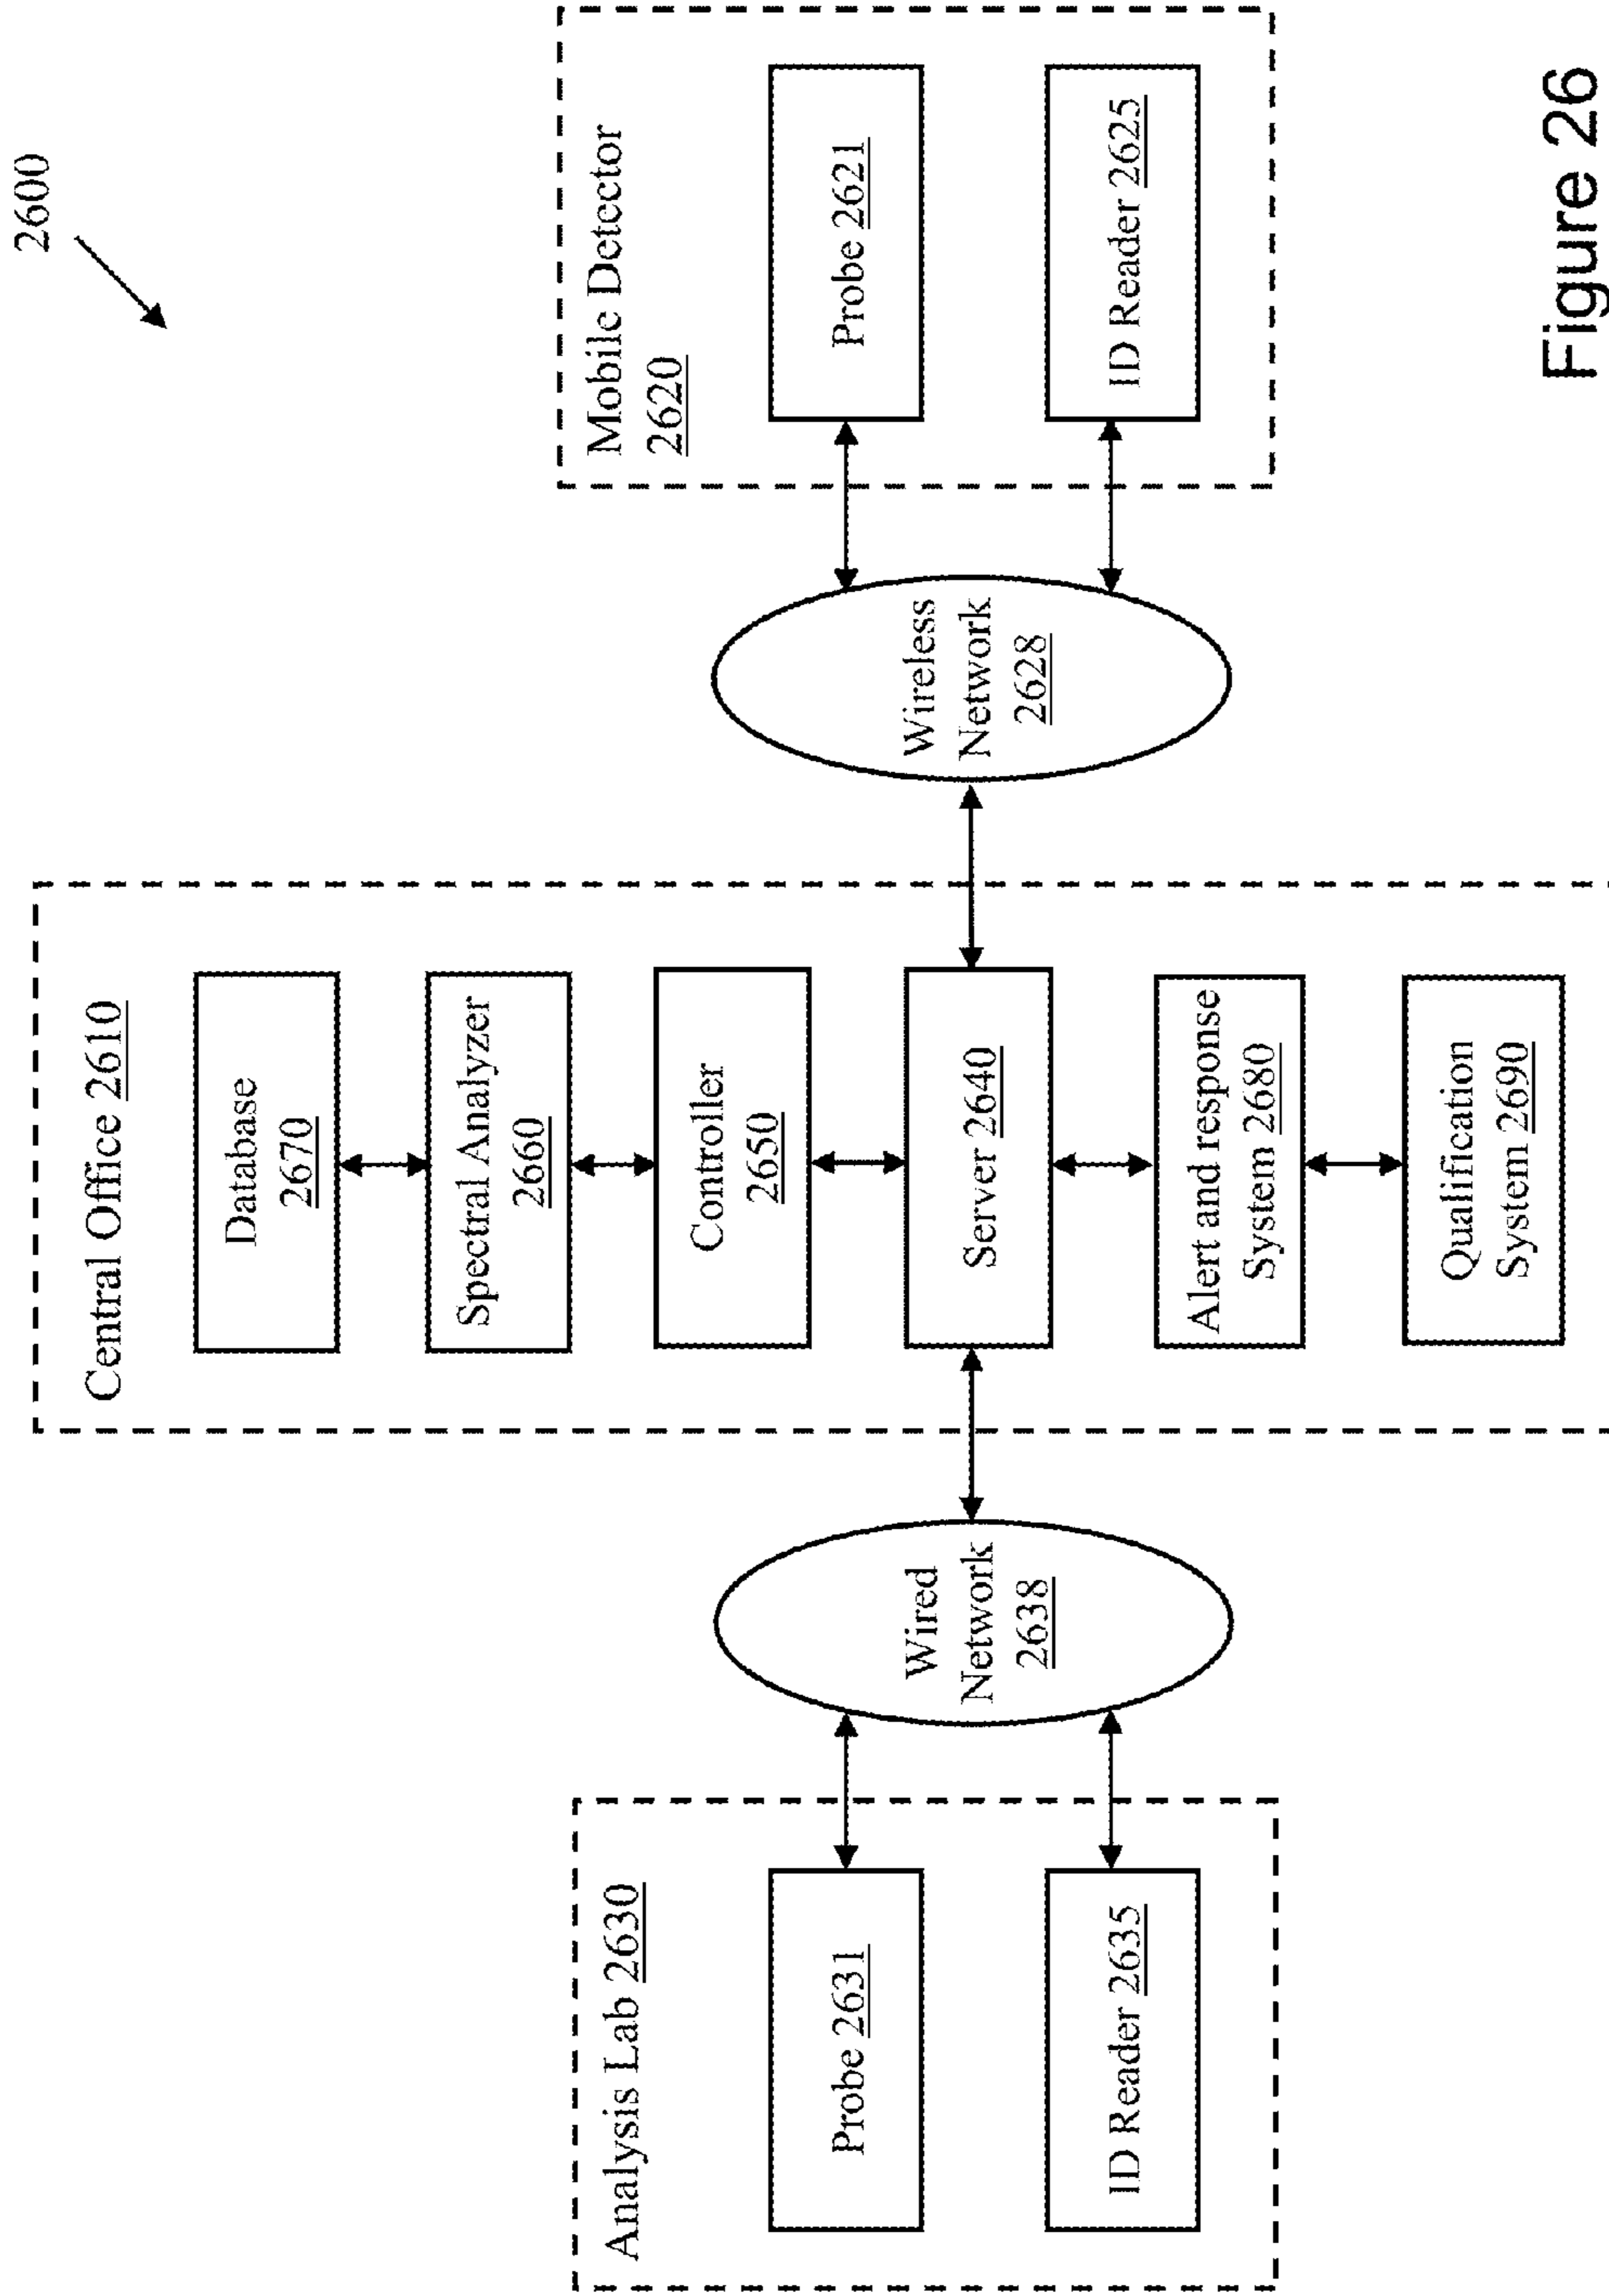 2600
Central Office 2610
Database
2670
Spectral Analyzer
2660
Controller
2650
Server 2640
Alert and response
System 2680
Qualification
System 2690
Analysis Lab 2630
Probe 2631
ID Reader 2635
Wired
Network
2638
Wireless
Network
2628
Mobile Detector
2620
Probe 2621
ID Reader 2625
Figure 26